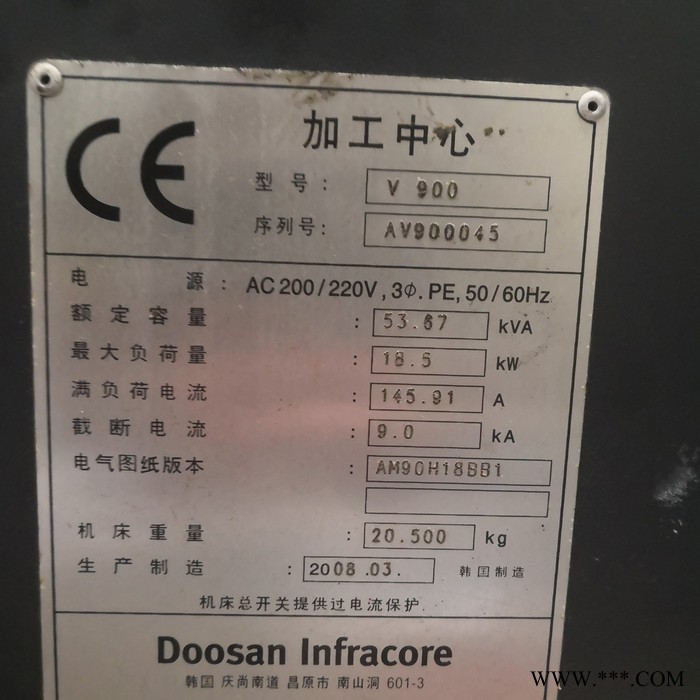 CE
加工中心
型号: V 900
序列号: AV900045
电源: AC 200/220V, 3Φ. PE, 50/60Hz
额定容量: 53.67 kVA
最大负荷量: 18.5 kW
满负荷电流: 145.91 A
截断电流: 9.0 kA
电气图纸版本: AM90H18BB1
机床重量: 20.500 kg
生产制造: 2008.03. 韩国制造
机床总开关提供过电流保护.
Doosan Infracore
韩国 庆尚南道 昌原市 南山洞 601-3
www.***.com